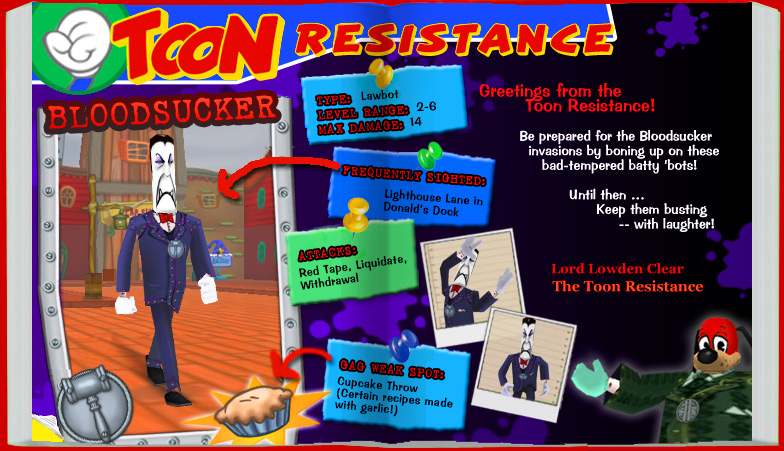 TOON RESISTANCE
BLOODSUCKER
TYPE: Lawbot
LEVEL RANGE: 2-6
MAX DAMAGE: 14
FREQUENTLY SIGHTED:
Lighthouse Lane in
Donald's Dock
ATTACKS:
Red Tape, Liquidate,
Withdrawal
GAG WEAK SPOT:
Cupcake Throw
(Certain recipes made
with garlic!)
Greetings from the
Toon Resistance!
Be prepared for the Bloodsucker
invasions by boning up on these
bad-tempered batty 'bots!
Until then ...
Keep them busting
-- with laughter!
Lord Lowden Clear
The Toon Resistance